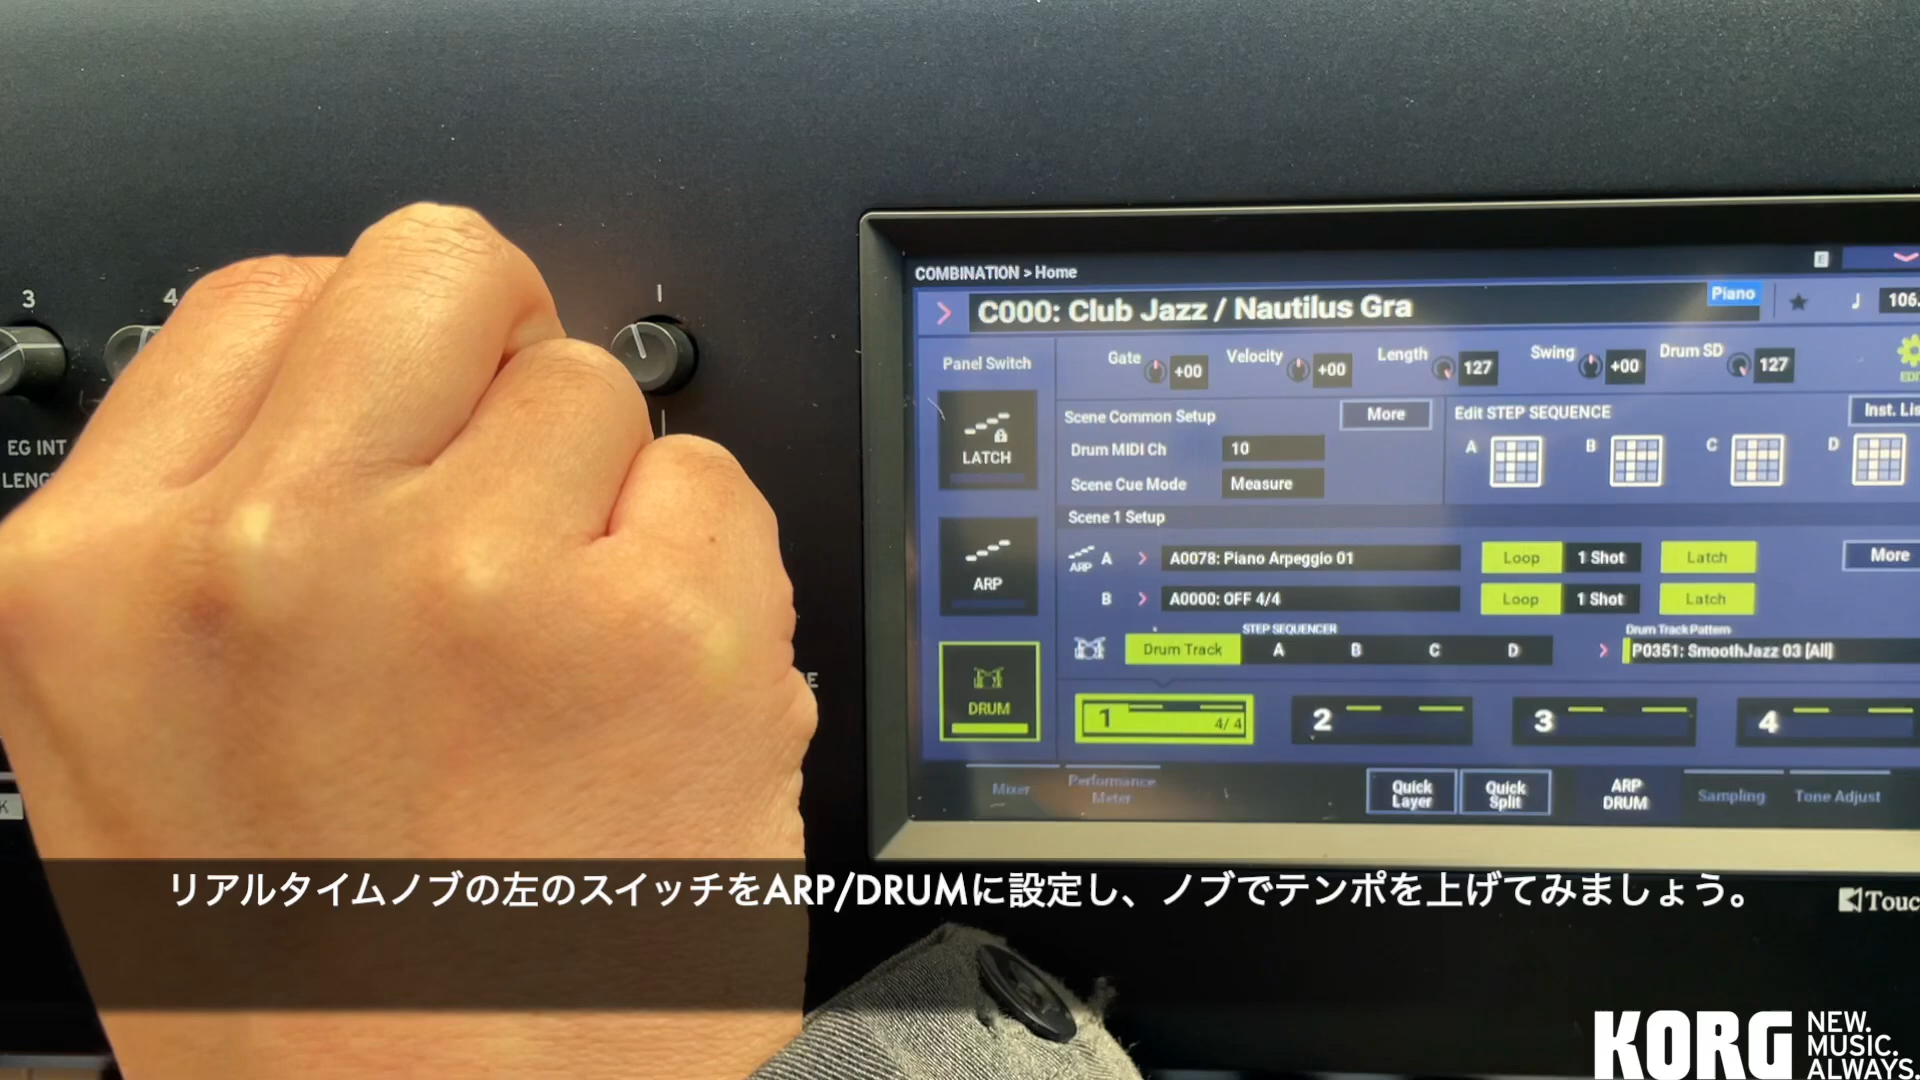 3
4
EG INT
COMBINATION > Home
C000: Club Jazz / Nautilus Gra
Piano
106.
Panel Switch
Gate
+00
Velocity
+00
Length
127
Swing
+00
Drum SD
127
LATCH
ARP
DRUM
Scene Common Setup
More
Drum MIDI Ch
10
Scene Cue Mode
Measure
Edit STEP SEQUENCE
Inst. Lis
A
B
C
D
Scene 1 Setup
ARP A
A0078: Piano Arpeggio 01
Loop
1 Shot
Latch
More
B
A0000: OFF 4/4
Loop
1 Shot
Latch
STEP SEQUENCER
Drum Track
A
B
C
D
Drum Track Pattern
P0351: SmoothJazz 03 [All]
1
4/4
2
3
4
Mixer
Performance
Meter
Quick
Layer
Quick
Split
ARP
DRUM
Sampling
Tone Adjust
リアルタイムノブの左のスイッチをARP/DRUMに設定し、ノブでテンポを上げてみましょう。
Touc
KORG
NEW.
MUSIC.
ALWAYS.